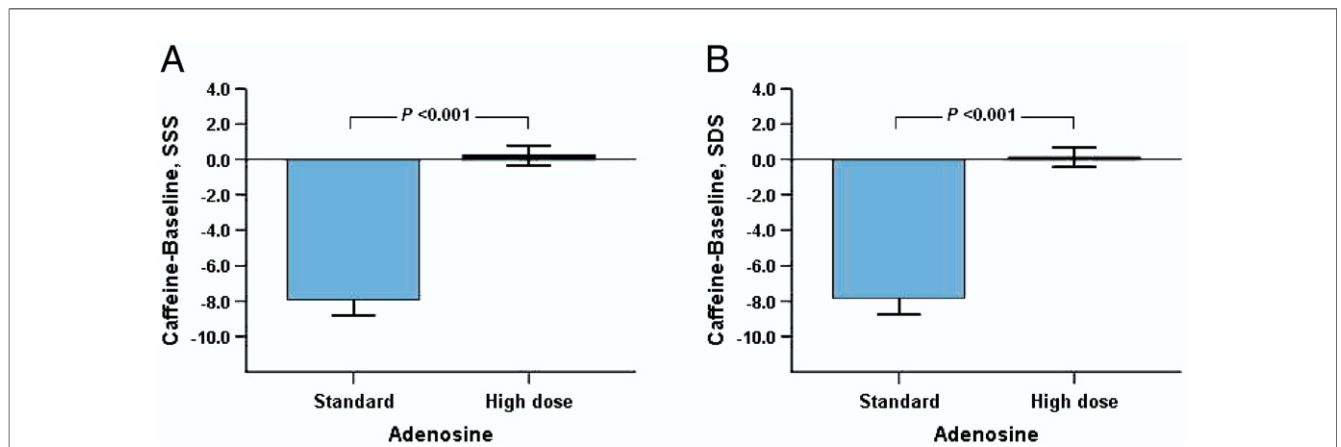 A
Caffeine-Baseline, SSS
4.0
2.0
0.0
-2.0
-4.0
-6.0
-8.0
-10.0
P <0.001
Standard
High dose
Adenosine
B
Caffeine-Baseline, SDS
4.0
2.0
0.0
-2.0
-4.0
-6.0
-8.0
-10.0
P <0.001
Standard
High dose
Adenosine